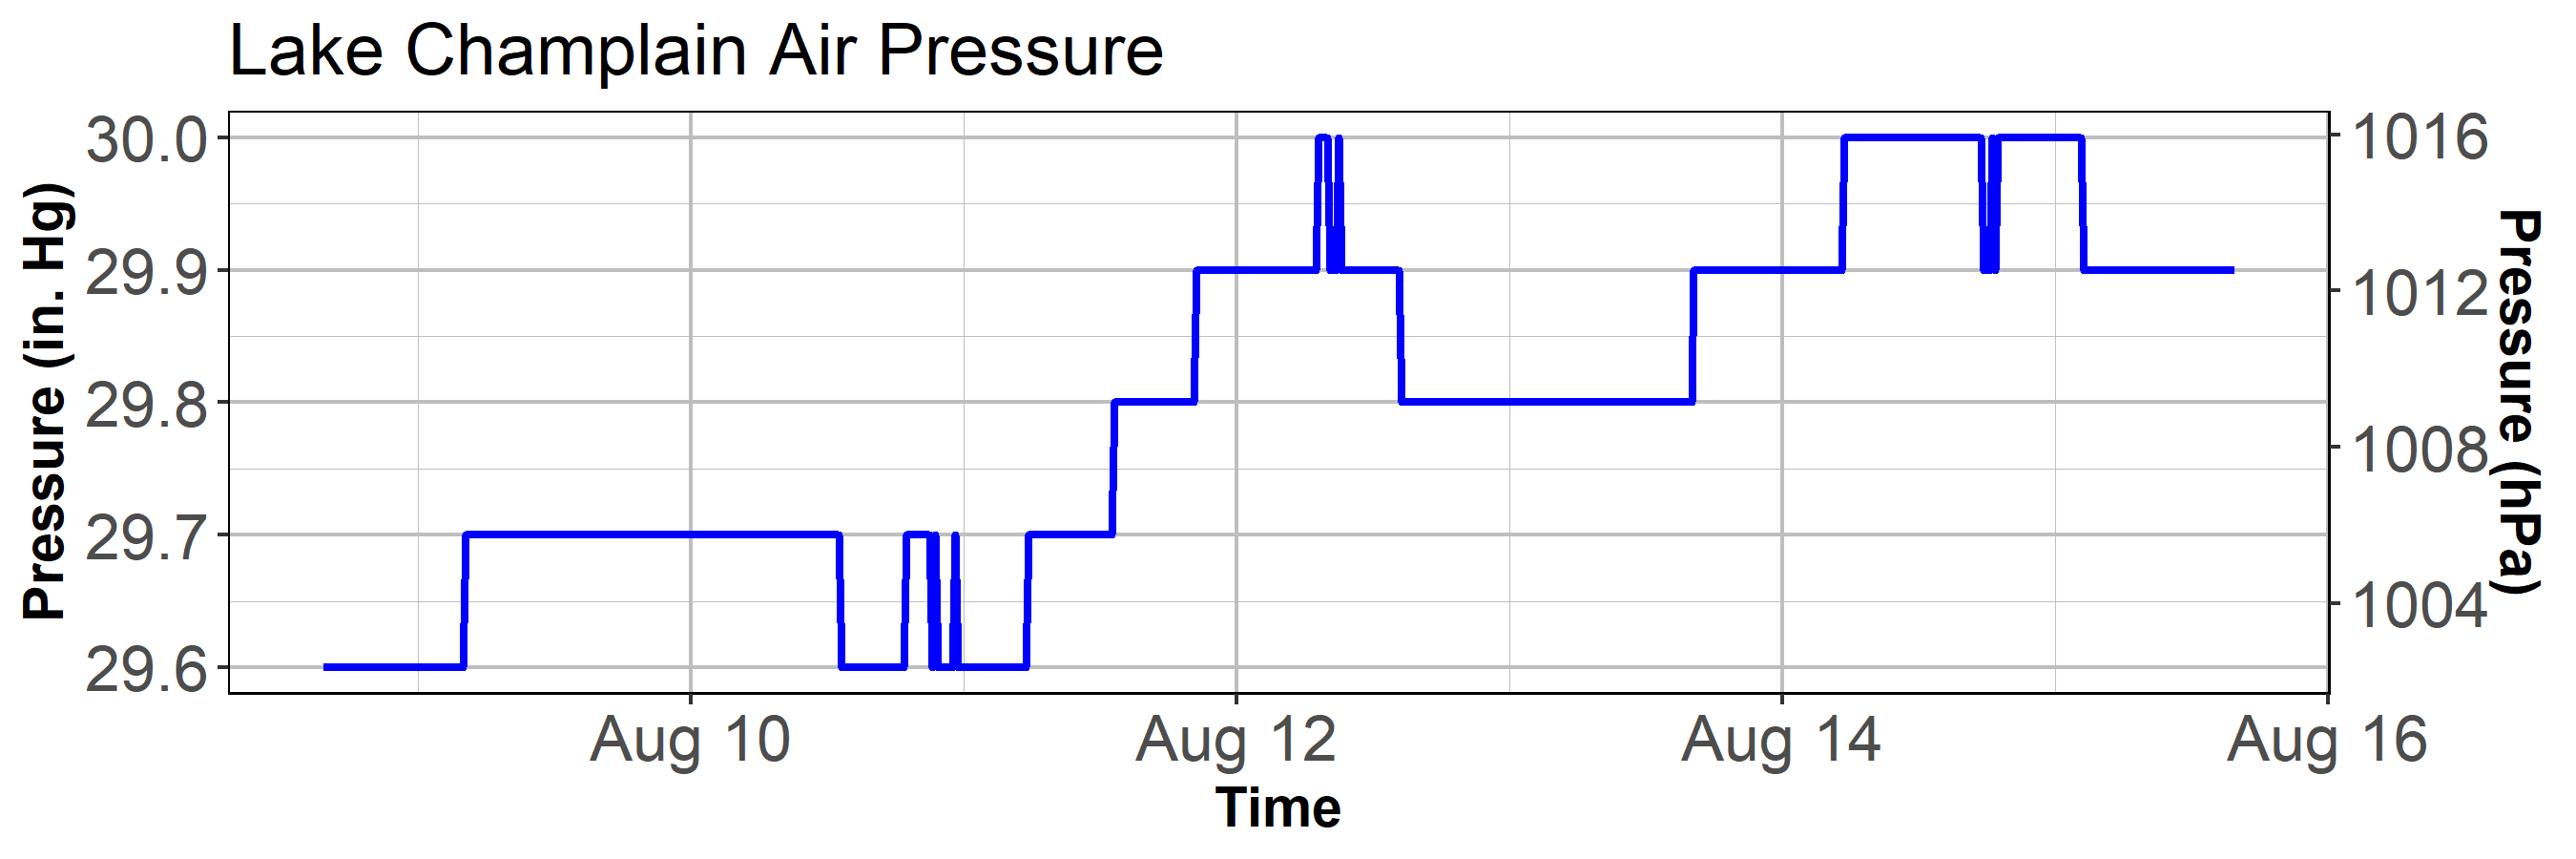 Lake Champlain Air Pressure
Pressure (in. Hg)
30.0
29.9
29.8
29.7
29.6
1016
1012
1008
1004
Pressure (hPa)
Aug 10
Aug 12
Aug 14
Aug 16
Time